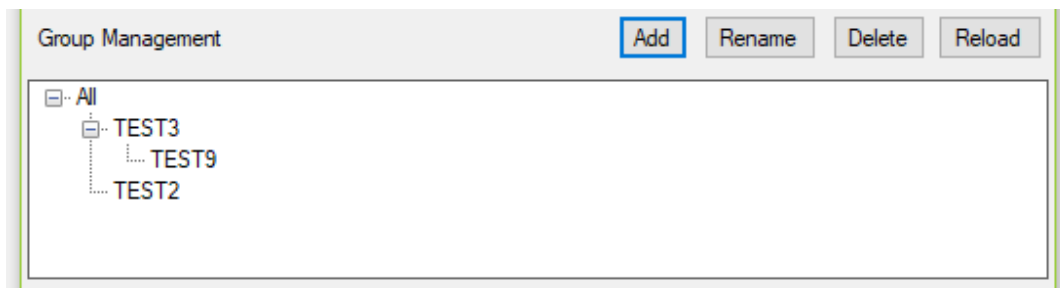 Group Management Add Rename Delete Reload
All
TEST3
TEST9
TEST2